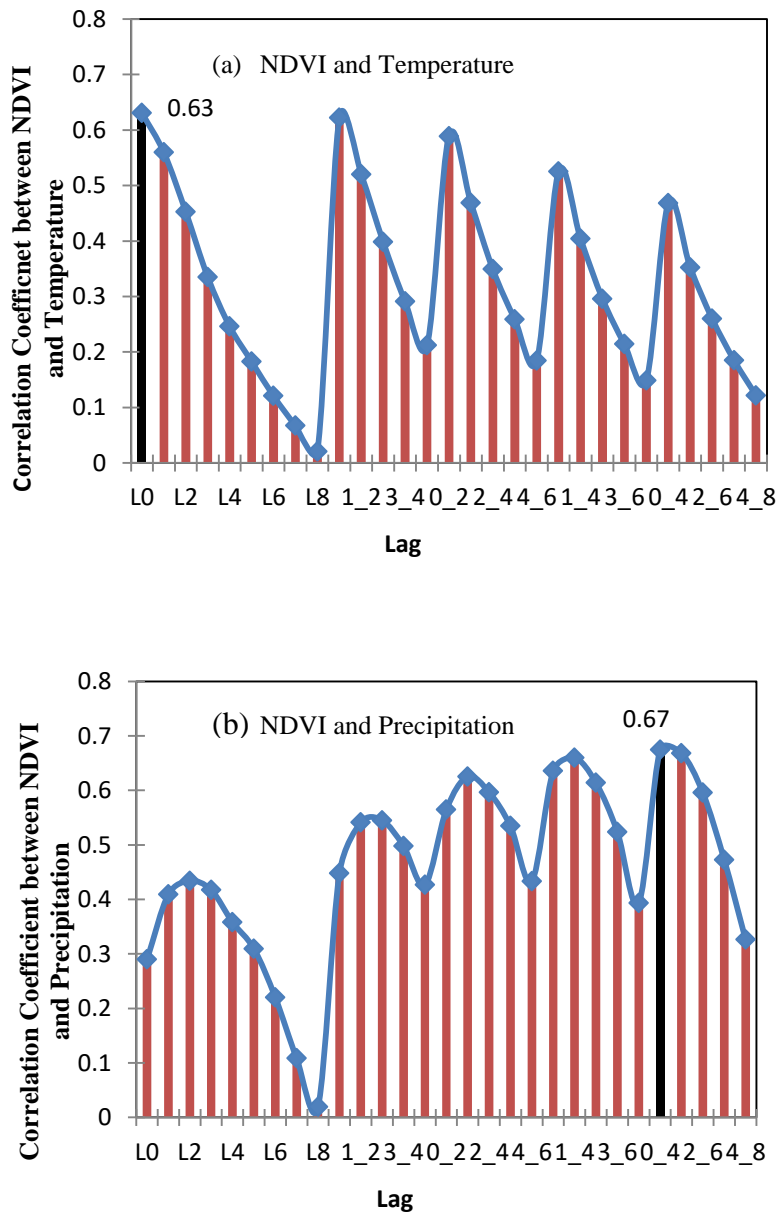 0.8
0.7
0.6
0.5
0.4
0.3
0.2
0.1
0
Correlation Coefficnet between NDVI
and Temperature
(a) NDVI and Temperature
0.63
L0 L2 L4 L6 L8 1_2 3_4 0_2 2_4 4_6 1_4 3_6 0_4 2_6 4_8
Lag
0.8
0.7
0.6
0.5
0.4
0.3
0.2
0.1
0
Correlation Coefficient between NDVI
and Precipitation
(b) NDVI and Precipitation
0.67
L0 L2 L4 L6 L8 1_2 3_4 0_2 2_4 4_6 1_4 3_6 0_4 2_6 4_8
Lag